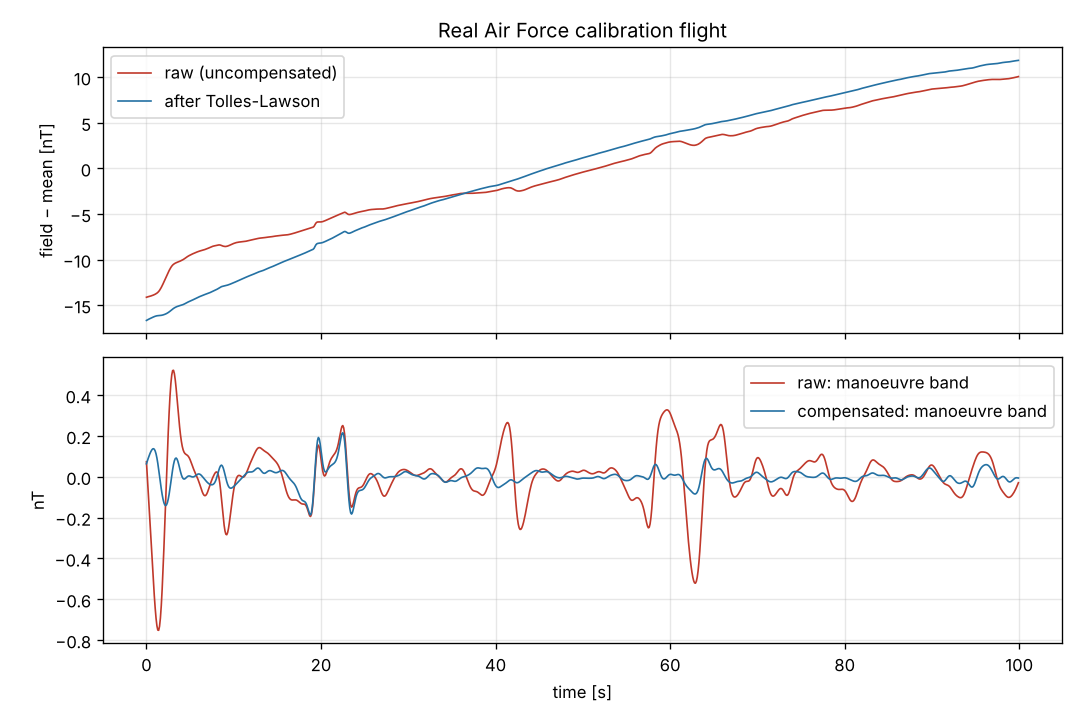 Real Air Force calibration flight
raw (uncompensated)
after Tolles-Lawson
field − mean [nT]
10
5
0
−5
−10
−15
raw: manoeuvre band
compensated: manoeuvre band
nT
0.4
0.2
0.0
−0.2
−0.4
−0.6
−0.8
0 20 40 60 80 100
time [s]